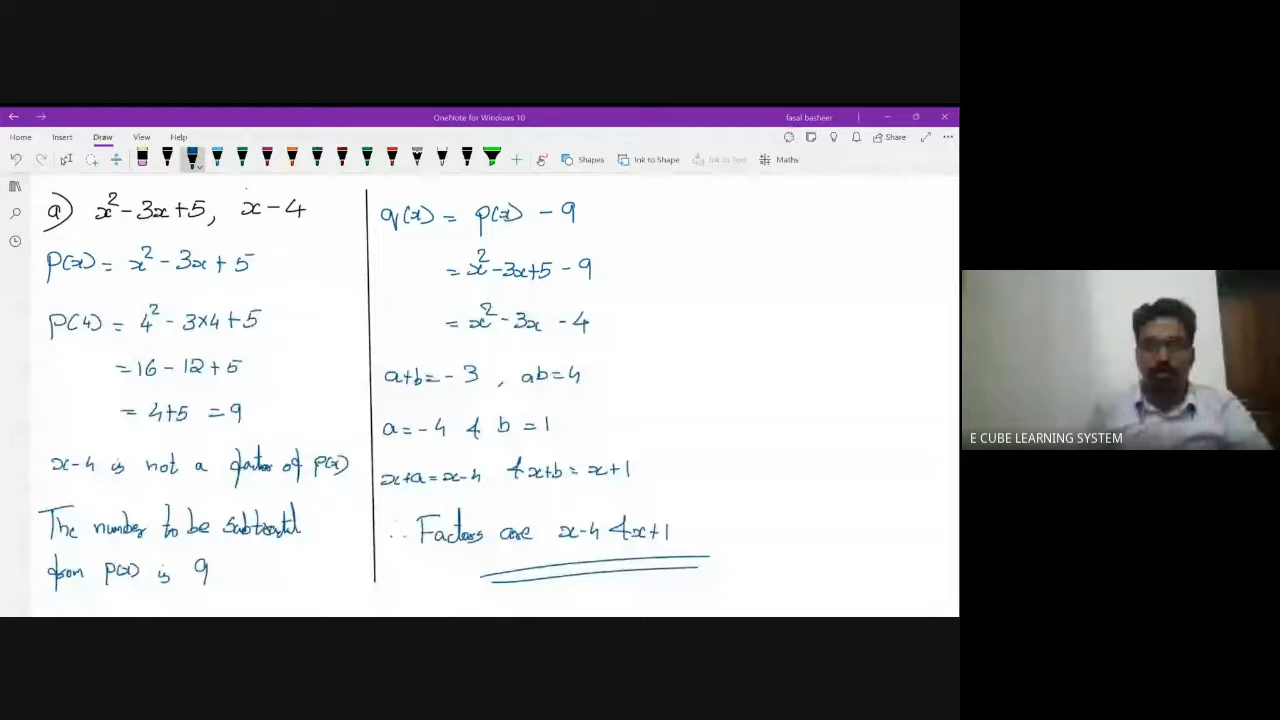 OneNote for Windows 10
fasal basheer
Home Insert Draw View Help
Share
Shapes Ink to Shape Ink to Text Maths
a) x² - 3x + 5, x - 4
P(x) = x² - 3x + 5
P(4) = 4² - 3×4 + 5
= 16 - 12 + 5
= 4+5 = 9
x-4 is not a factor of p(x)
The number to be subtracted
from p(x) is 9
q(x) = p(x) - 9
= x² - 3x + 5 - 9
= x² - 3x - 4
a+b = -3 , ab = 4
a = -4 & b = 1
x+a = x-4 & x+b = x+1
∴ Factors are x-4 & x+1
E CUBE LEARNING SYSTEM